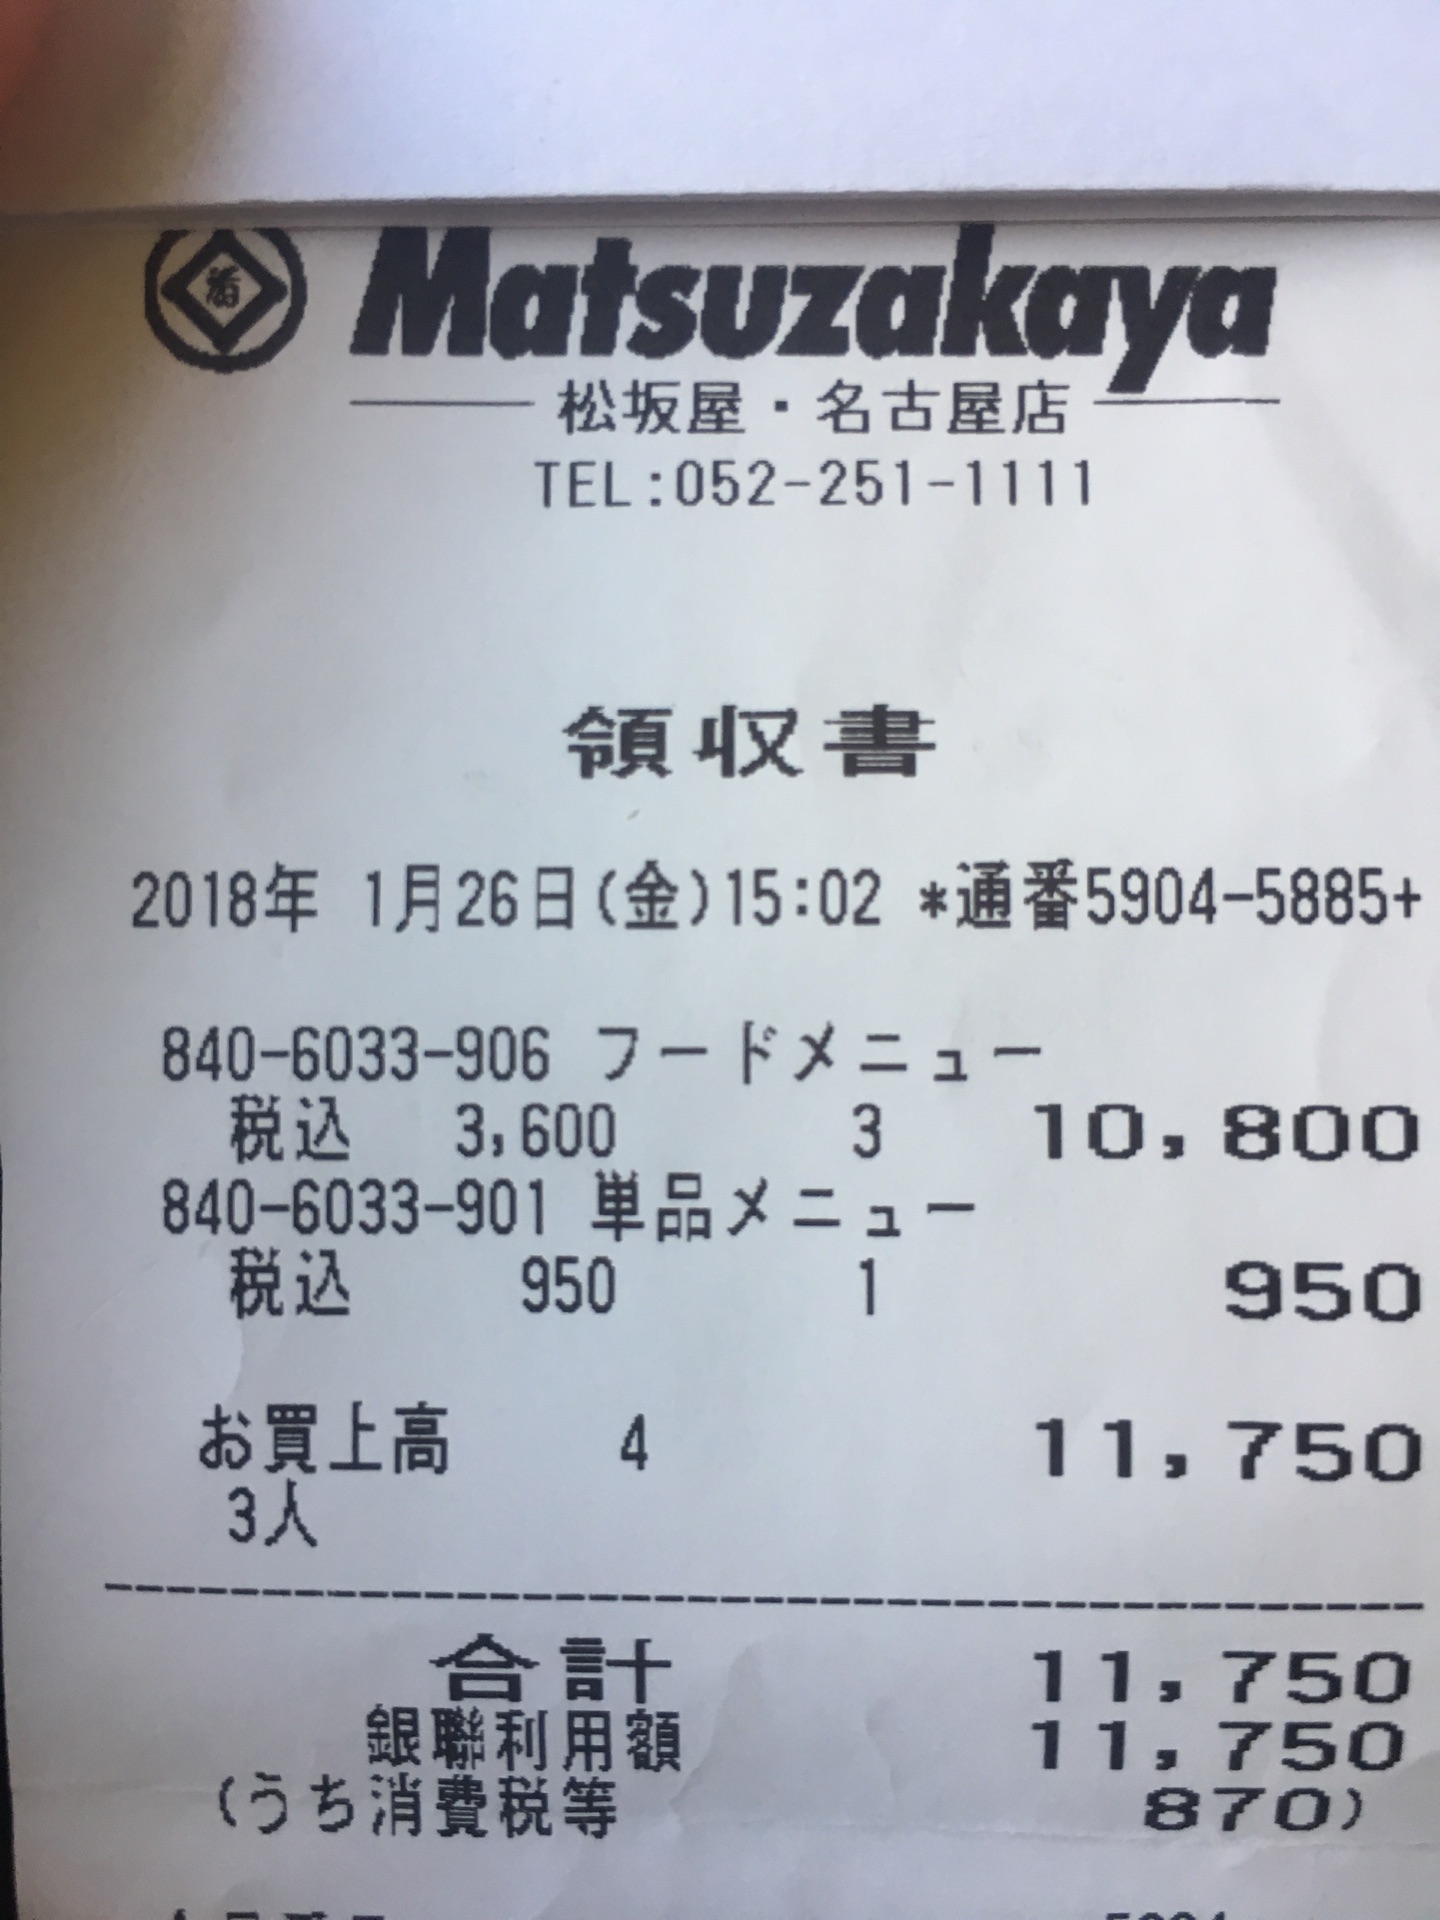 Matsuzakaya
松坂屋・名古屋店
TEL:052-251-1111
領収書
2018年 1月26日(金)15:02 *通番5904-5885+
840-6033-906 フードメニュー
税込 3,600 3 10,800
840-6033-901 単品メニュー
税込 950 1 950
お買上高 4 11,750
3人
合計 11,750
銀聯利用額 11,750
(うち消費税等 870)